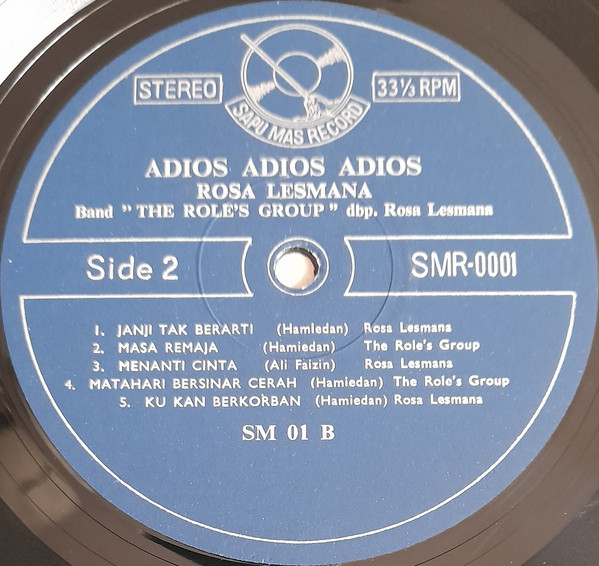 STEREO
33⅓ RPM
SAPU MAS RECORD
ADIOS ADIOS ADIOS
ROSA LESMANA
Band "THE ROLE'S GROUP" dbp. Rosa Lesmana
Side 2
SMR-0001
1. JANJI TAK BERARTI (Hamiedan) Rosa Lesmana
2. MASA REMAJA (Hamiedan) The Role's Group
3. MENANTI CINTA (Ali Faizin) Rosa Lesmana
4. MATAHARI BERSINAR CERAH (Hamiedan) The Role's Group
5. KU KAN BERKORBAN (Hamiedan) Rosa Lesmana
SM 01 B